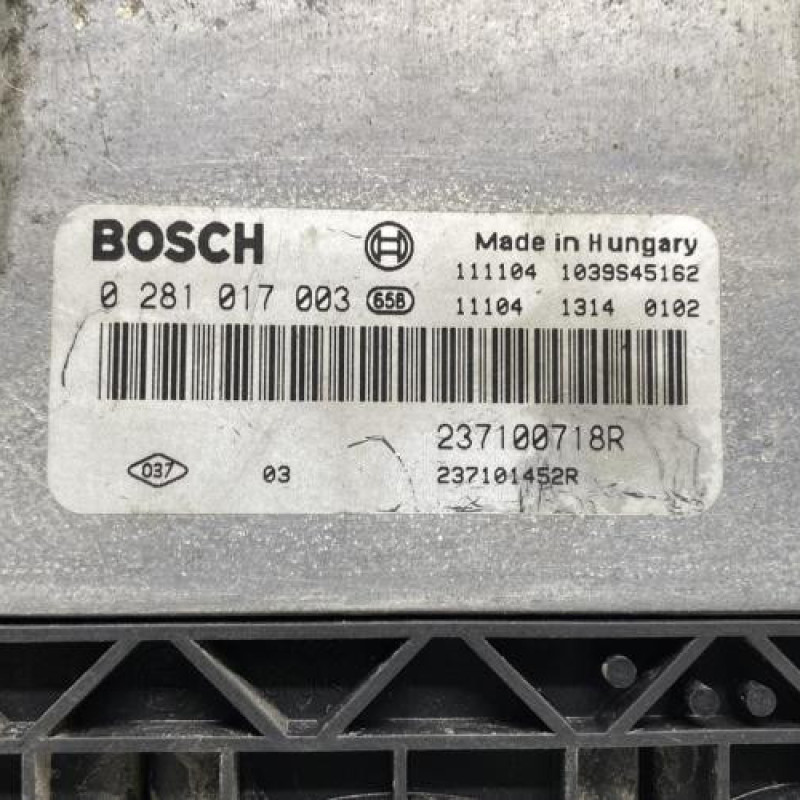 BOSCH Made in Hungary
111104 1039S45162
0 281 017 003 658 11104 1314 0102
237100718R
037 03 237101452R